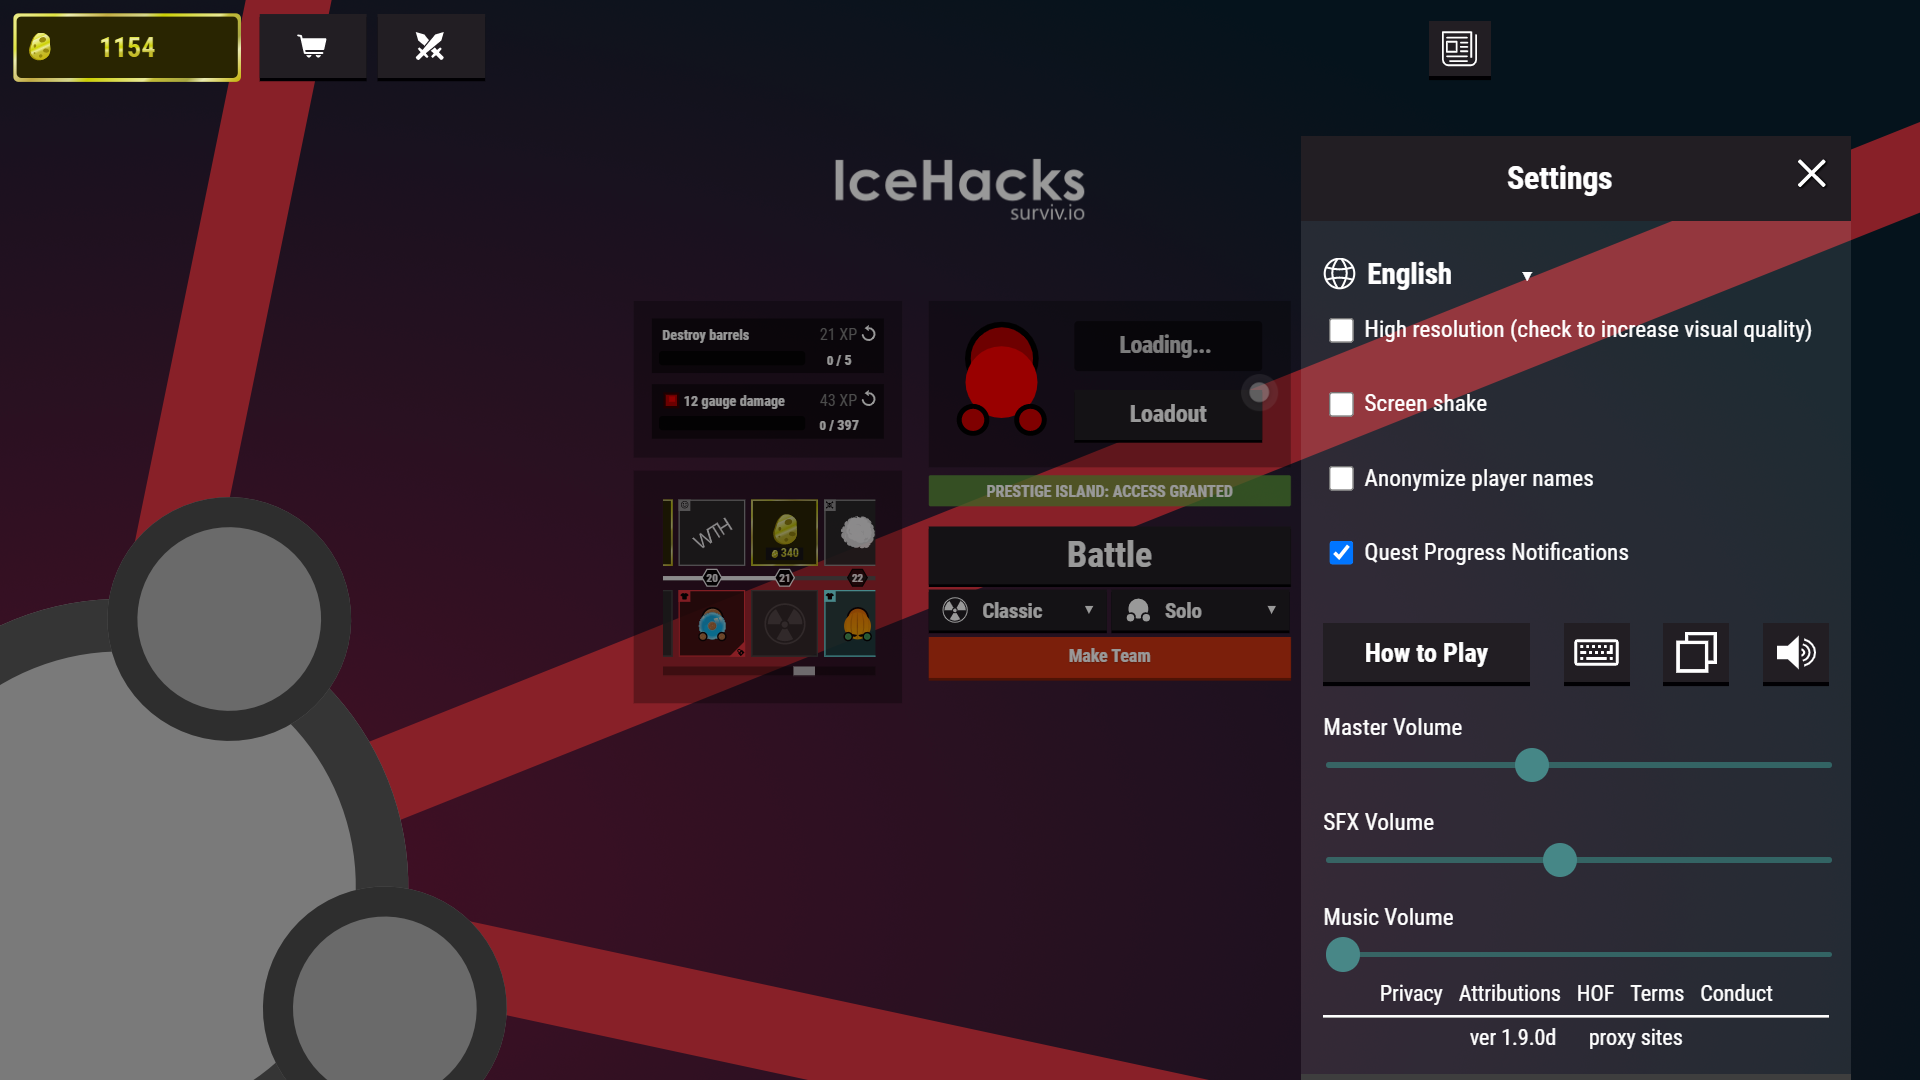 1154
IceHacks
surviv.io
Destroy barrels
21 XP
0 / 5
12 gauge damage
43 XP
0 / 397
WTH
340
20
21
22
Loading...
Loadout
PRESTIGE ISLAND: ACCESS GRANTED
Battle
Classic
Solo
Make Team
Settings
English
High resolution (check to increase visual quality)
Screen shake
Anonymize player names
Quest Progress Notifications
How to Play
Master Volume
SFX Volume
Music Volume
Privacy Attributions HOF Terms Conduct
ver 1.9.0d proxy sites